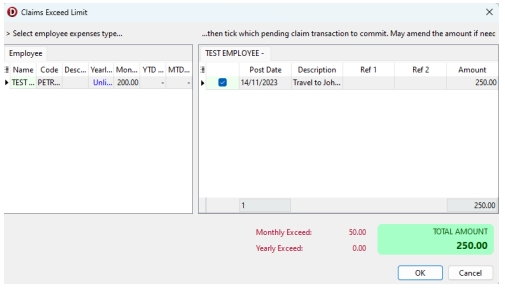 Claims Exceed Limit
> Select employee expenses type...
...then tick which pending claim transaction to commit. May amend the amount if neec
Employee
TEST EMPLOYEE -
Name Code Desc... Yearl... Mon... YTD ... MTD...
Post Date Description Ref 1 Ref 2 Amount
TEST ... PETR... Unli... 200.00 - -
14/11/2023 Travel to Joh... 250.00
1 250.00
Monthly Exceed: 50.00
TOTAL AMOUNT
Yearly Exceed: 0.00
250.00
OK Cancel